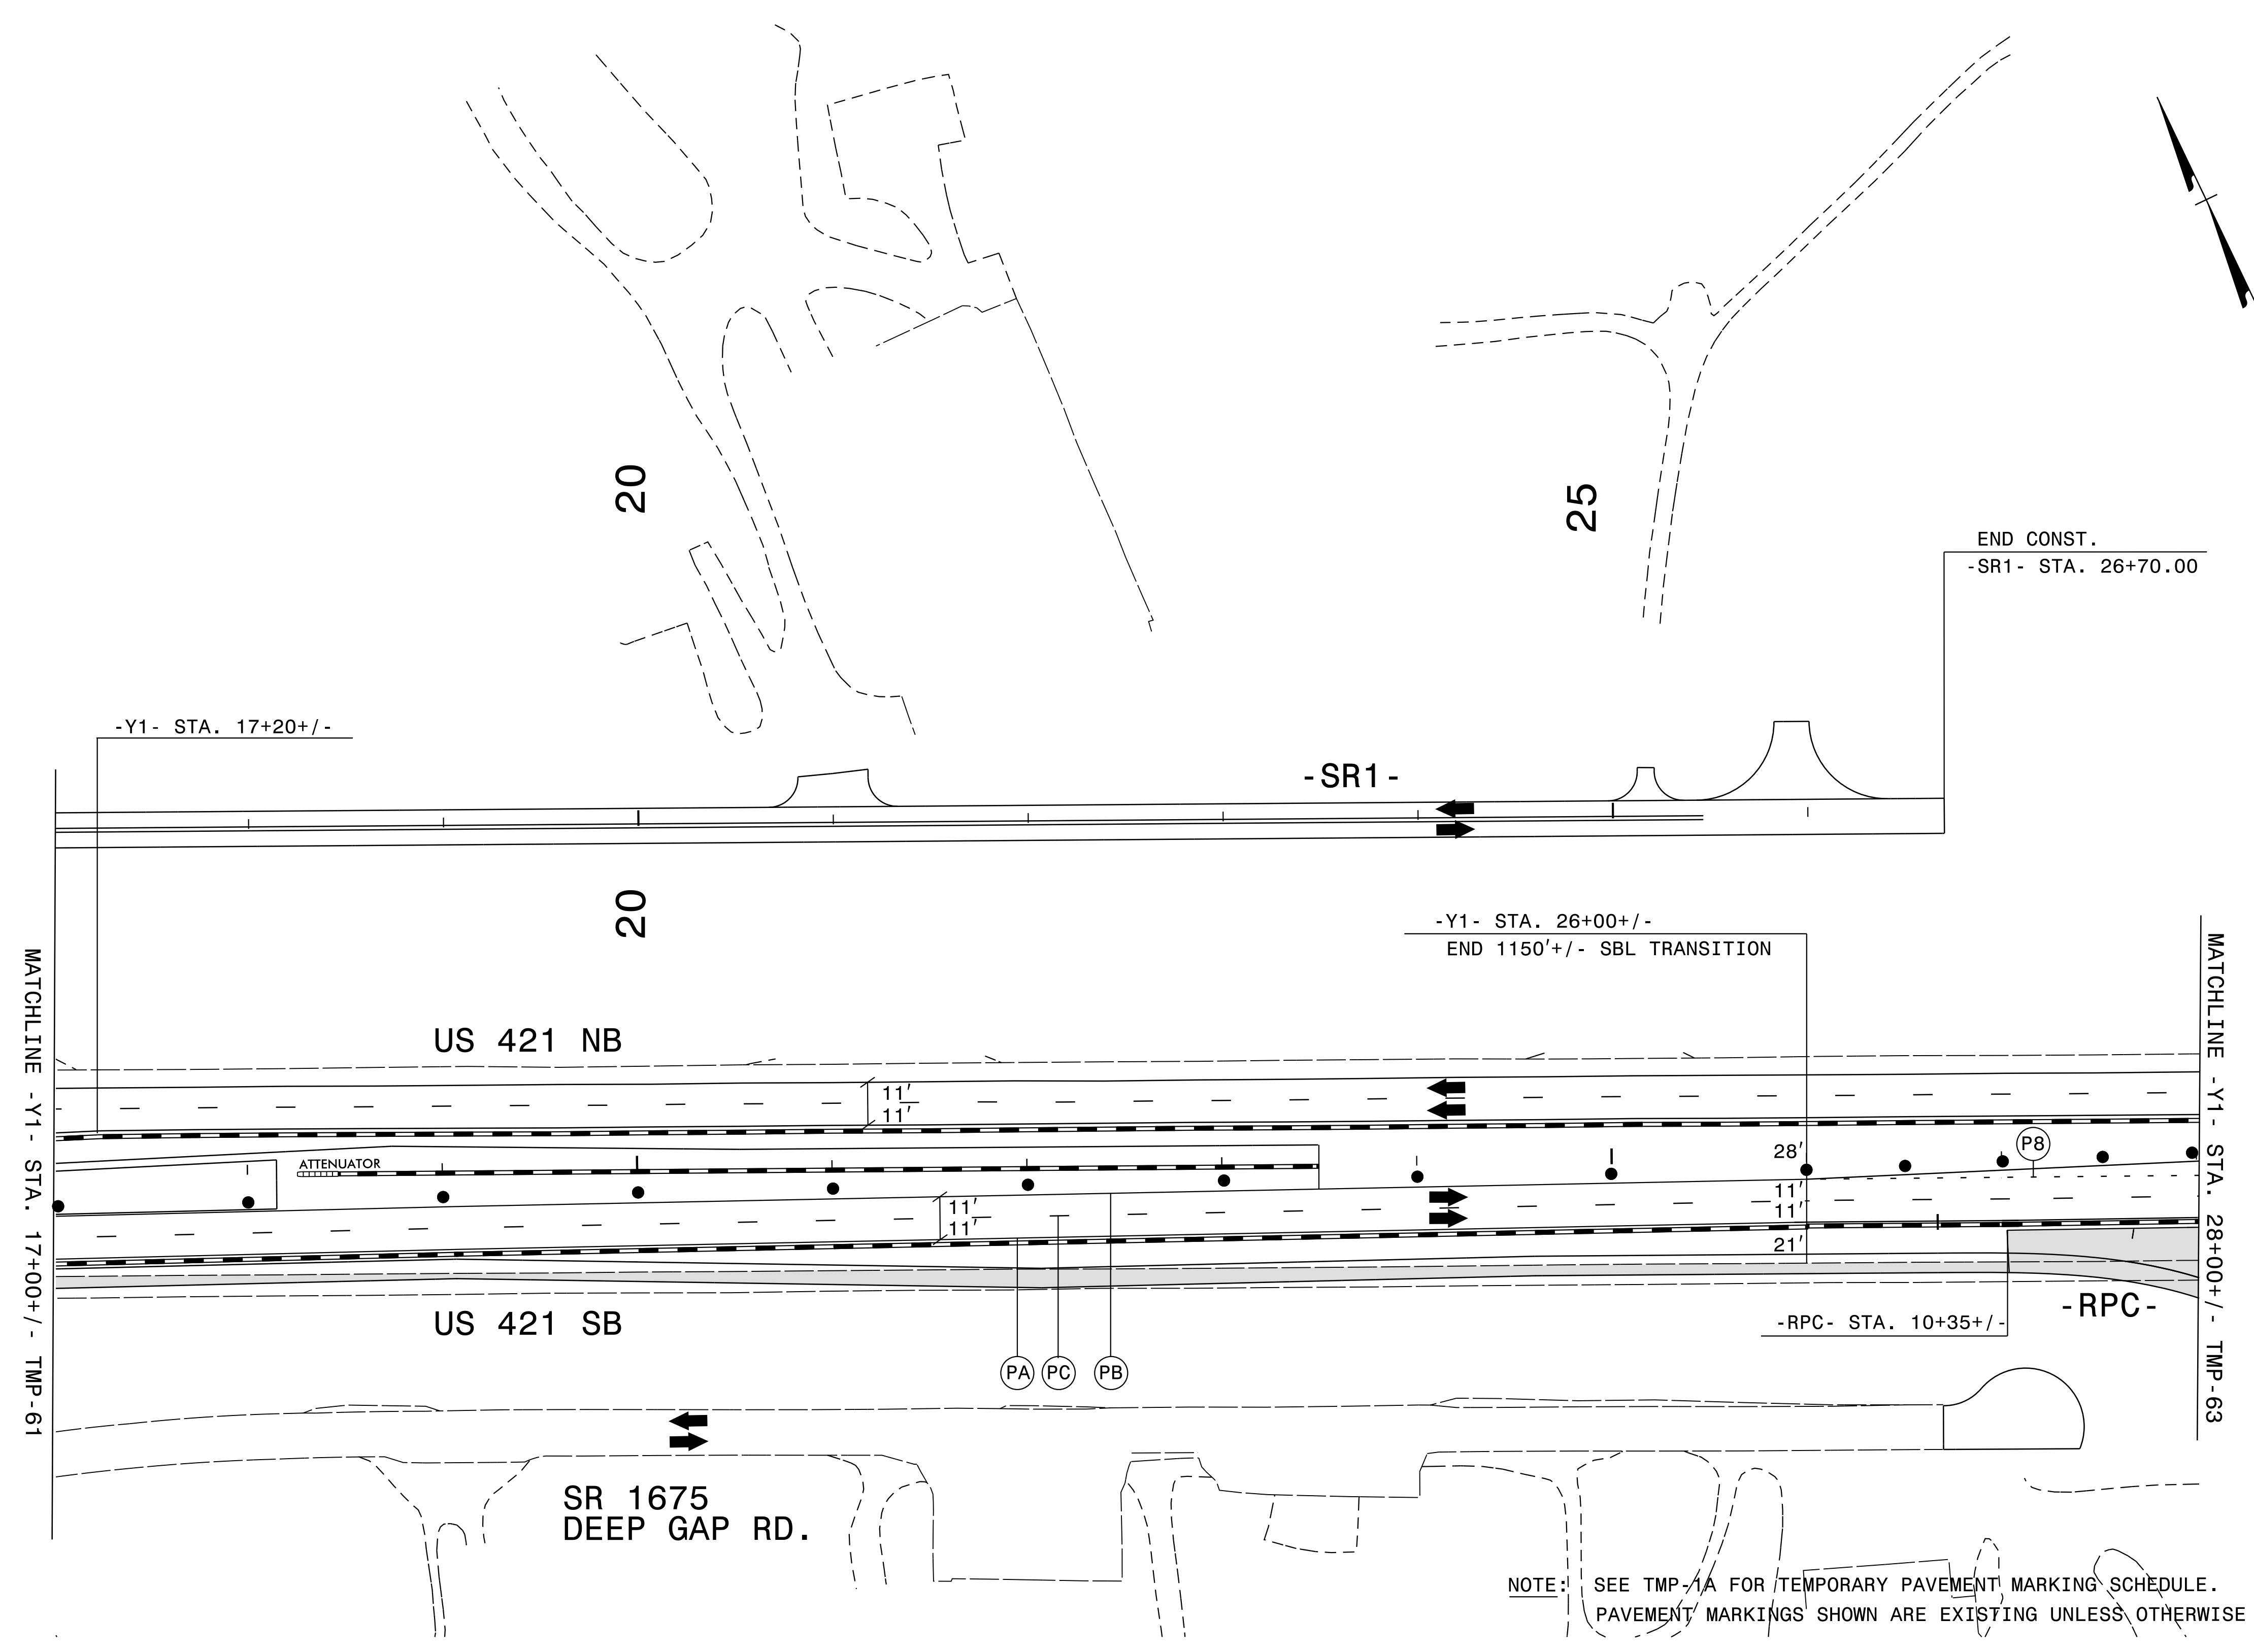 20
25
END CONST.
-SR1- STA. 26+70.00
-Y1- STA. 17+20+/-
-SR1-
20
-Y1- STA. 26+00+/-
END 1150'+/- SBL TRANSITION
MATCHLINE -Y1- STA. 17+00+/- TMP-61
MATCHLINE -Y1- STA. 28+00+/- TMP-63
US 421 NB
11'
11'
28'
P8
ATTENUATOR
11'
11'
11'
11'
21'
US 421 SB
-RPC-
-RPC- STA. 10+35+/-
PA
PC
PB
SR 1675
DEEP GAP RD.
NOTE: SEE TMP-1A FOR TEMPORARY PAVEMENT MARKING SCHEDULE.
PAVEMENT MARKINGS SHOWN ARE EXISTING UNLESS OTHERWISE